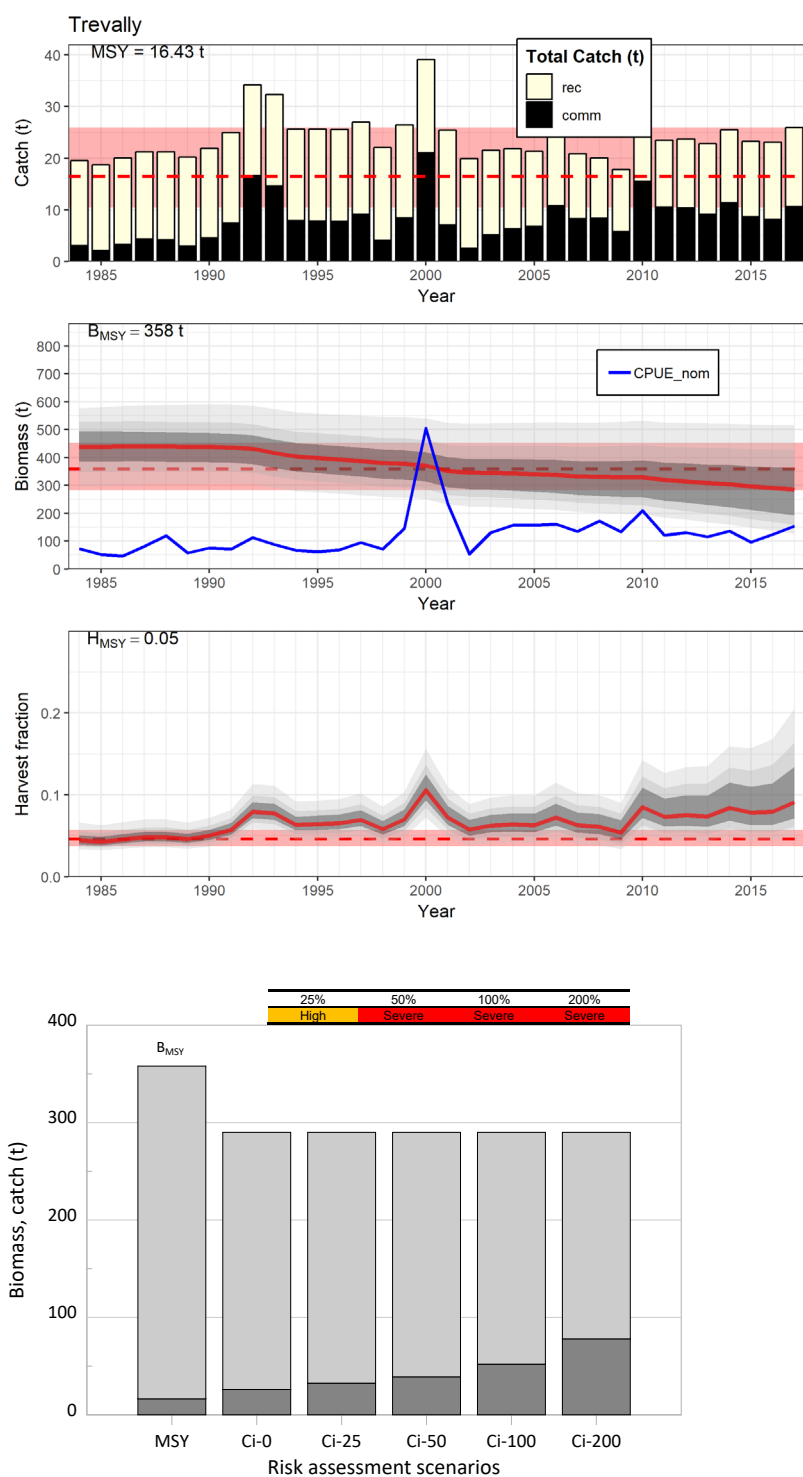 Trevally
MSY = 16.43 t
Total Catch (t)
rec
comm
Catch (t)
40
30
20
10
0
1985 1990 1995 2000 2005 2010 2015
Year
B_MSY = 358 t
CPUE_nom
Biomass (t)
800
700
600
500
400
300
200
100
0
1985 1990 1995 2000 2005 2010 2015
Year
H_MSY = 0.05
Harvest fraction
0.2
0.1
0.0
1985 1990 1995 2000 2005 2010 2015
Year
25% 50% 100% 200%
High Severe Severe Severe
B_MSY
Biomass, catch (t)
400
300
200
100
0
MSY Ci-0 Ci-25 Ci-50 Ci-100 Ci-200
Risk assessment scenarios